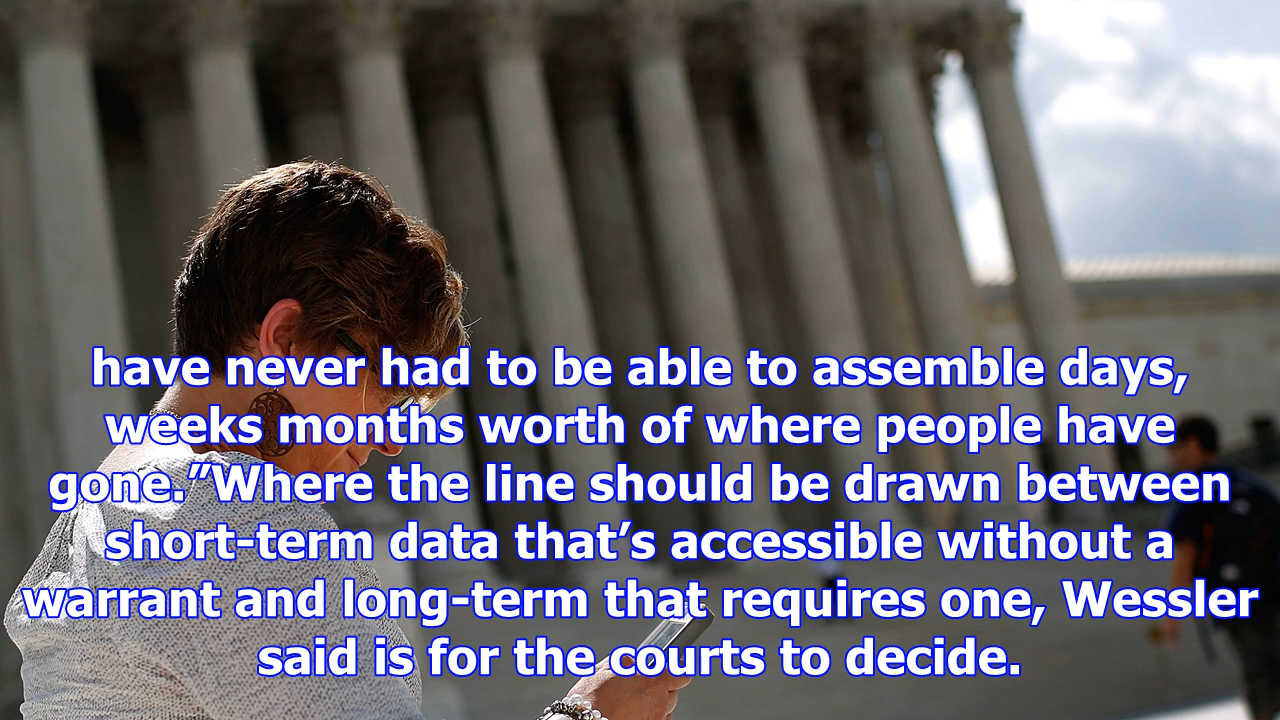 have never had to be able to assemble days,
weeks months worth of where people have
gone.”Where the line should be drawn between
short-term data that’s accessible without a
warrant and long-term that requires one, Wessler
said is for the courts to decide.